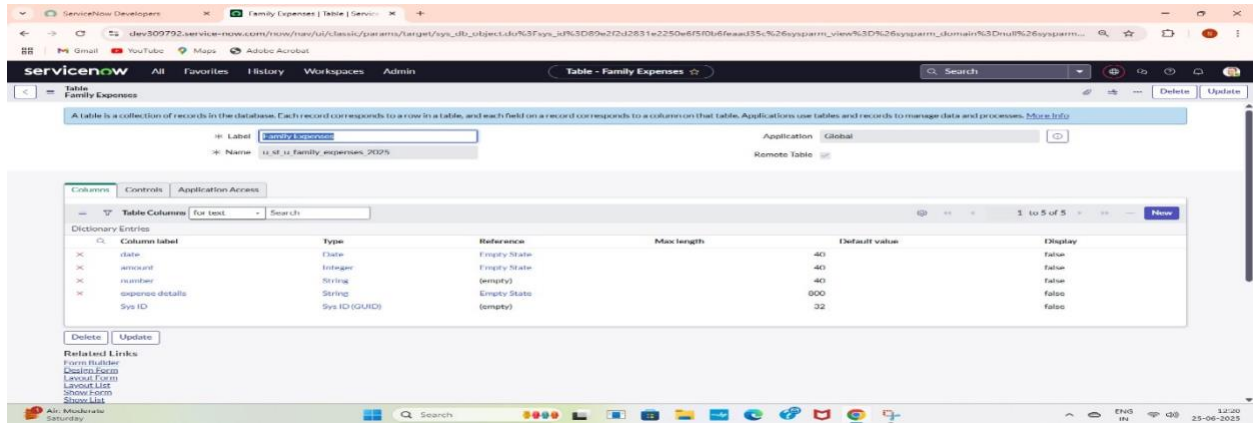 ServiceNow Developers
Family Expenses | Table | Servic
dev309792.service-now.com/now/nav/ui/classic/params/target/sys_db_object.do%3Fsys_id%3D89e2f2d2831e2250e6f5f0b6feaad35c%26sysparm_view%3D%26sysparm_domain%3Dnull%26sysparm...
Gmail YouTube Maps Adobe Acrobat
servicenow All Favorites History Workspaces Admin Table - Family Expenses Search
Table
Family Expenses
Delete Update
A table is a collection of records in the database. Each record corresponds to a row in a table, and each field on a record corresponds to a column on that table. Applications use tables and records to manage data and processes. More Info
Label Family Expenses Application Global
Name u_st_u_family_expenses_2025 Remote Table
Columns Controls Application Access
Table Columns for text Search 1 to 5 of 5 New
Dictionary Entries
Column label Type Reference Max length Default value Display
date Date Empty State 40 false
amount Integer Empty State 40 false
number String (empty) 40 false
expense details String Empty State 800 false
Sys ID Sys ID (GUID) (empty) 32 false
Delete Update
Related Links
Form Builder
Design Form
Layout Form
Layout List
Show Form
Show List
Air: Moderate
Saturday
Search
ENG
IN
12:20
25-06-2025